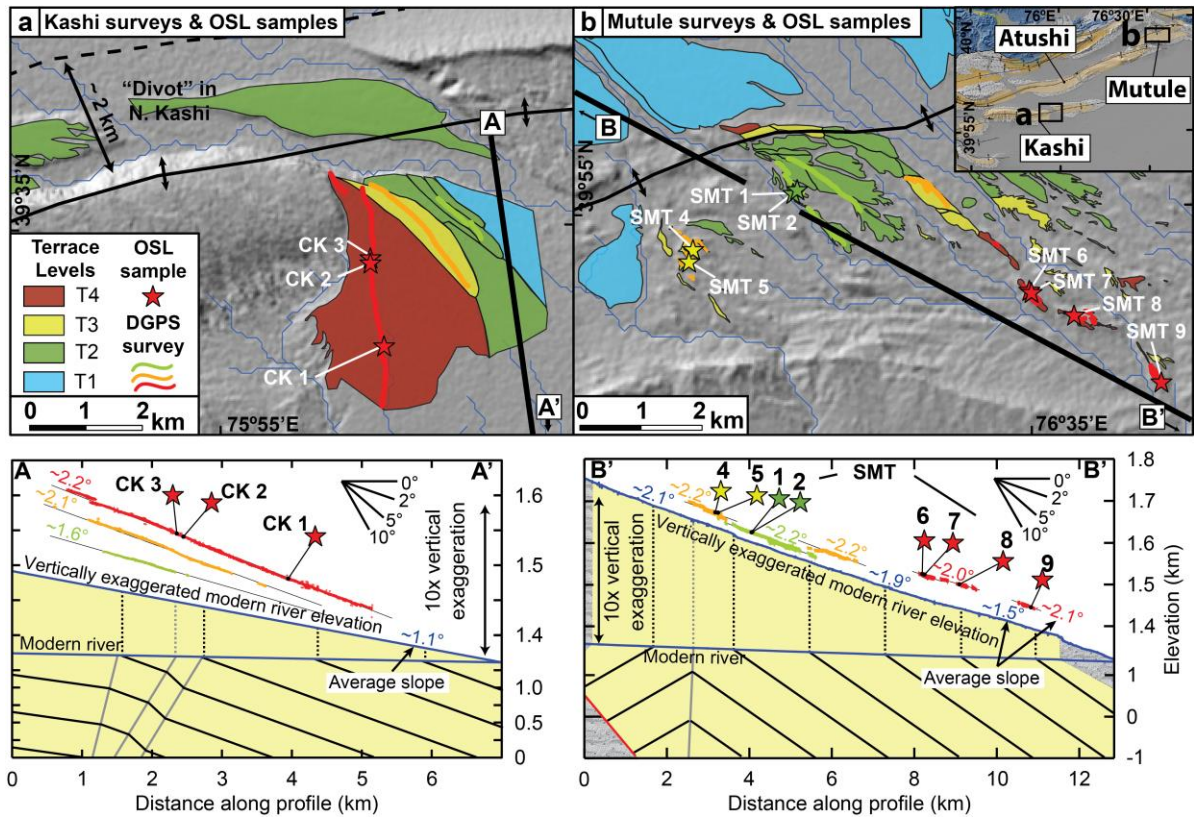 a Kashi surveys & OSL samples
~ 2 km
“Divot” in
N. Kashi
A
39°35’N
CK 3
CK 2
CK 1
Terrace
Levels
OSL
sample
T4
T3
DGPS
survey
T2
T1
0 1 2
km
75°55’E
A’
b Mutule surveys & OSL samples
76°E
76°30’E
40°N
Atushi
b
Mutule
a
39°55’N
Kashi
B
39°55’N
SMT 1
SMT 2
SMT 4
SMT 5
SMT 6
SMT 7
SMT 8
SMT 9
0 1 2
km
76°35’E
B’
A
A’
~2.2°
CK 3
CK 2
CK 1
0°
2°
5°
10°
~2.1°
~1.6°
10x vertical
exaggeration
Vertically exaggerated modern river elevation
~1.1°
Modern river
Average slope
1.6
1.5
1.4
1.0
0.5
0
0 1 2 3 4 5 6 7
Distance along profile (km)
B’
B’
~2.1°
~2.2°
4
5
1
2
SMT
0°
2°
5°
10°
6
7
8
9
~2.2°
~2.2°
~2.0°
~2.1°
~1.9°
~1.5°
10x vertical
exaggeration
Vertically exaggerated modern river elevation
Modern river
Average slope
1.8
1.7
1.6
1.5
1.4
1
0
-1
Elevation (km)
0 2 4 6 8 10 12
Distance along profile (km)